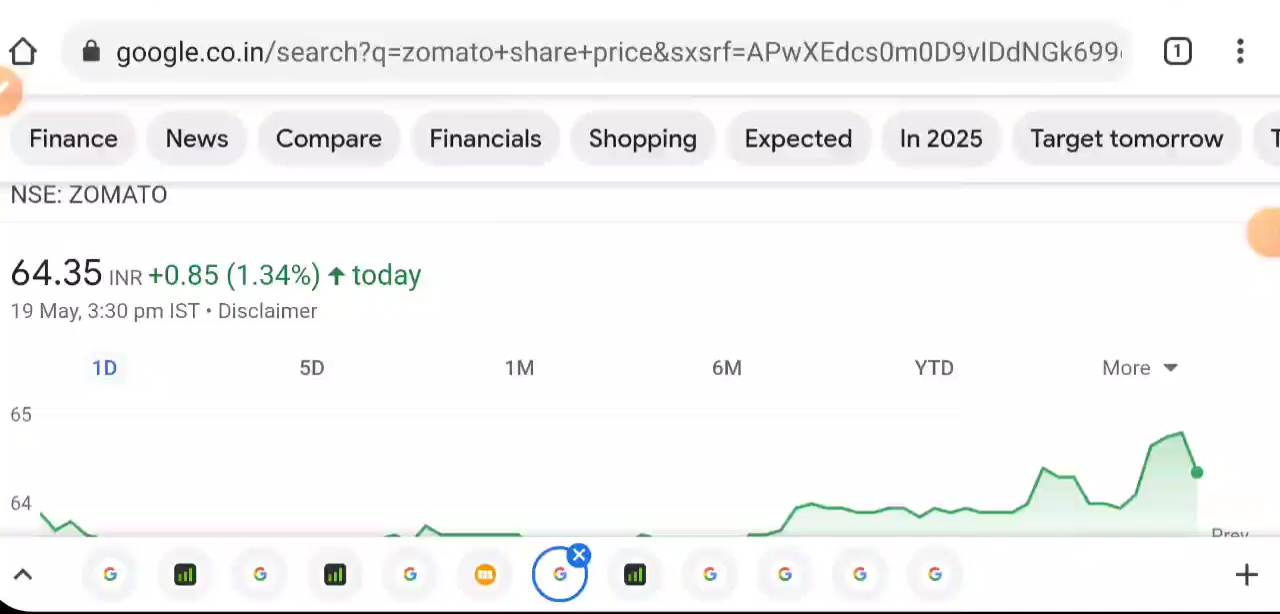 google.co.in/search?q=zomato+share+price&sxsrf=APwXEdcs0m0D9vIDdNGk699
1
Finance News Compare Financials Shopping Expected In 2025 Target tomorrow T
NSE: ZOMATO
64.35 INR +0.85 (1.34%) ↑ today
19 May, 3:30 pm IST • Disclaimer
1D 5D 1M 6M YTD More
65
64
Prev